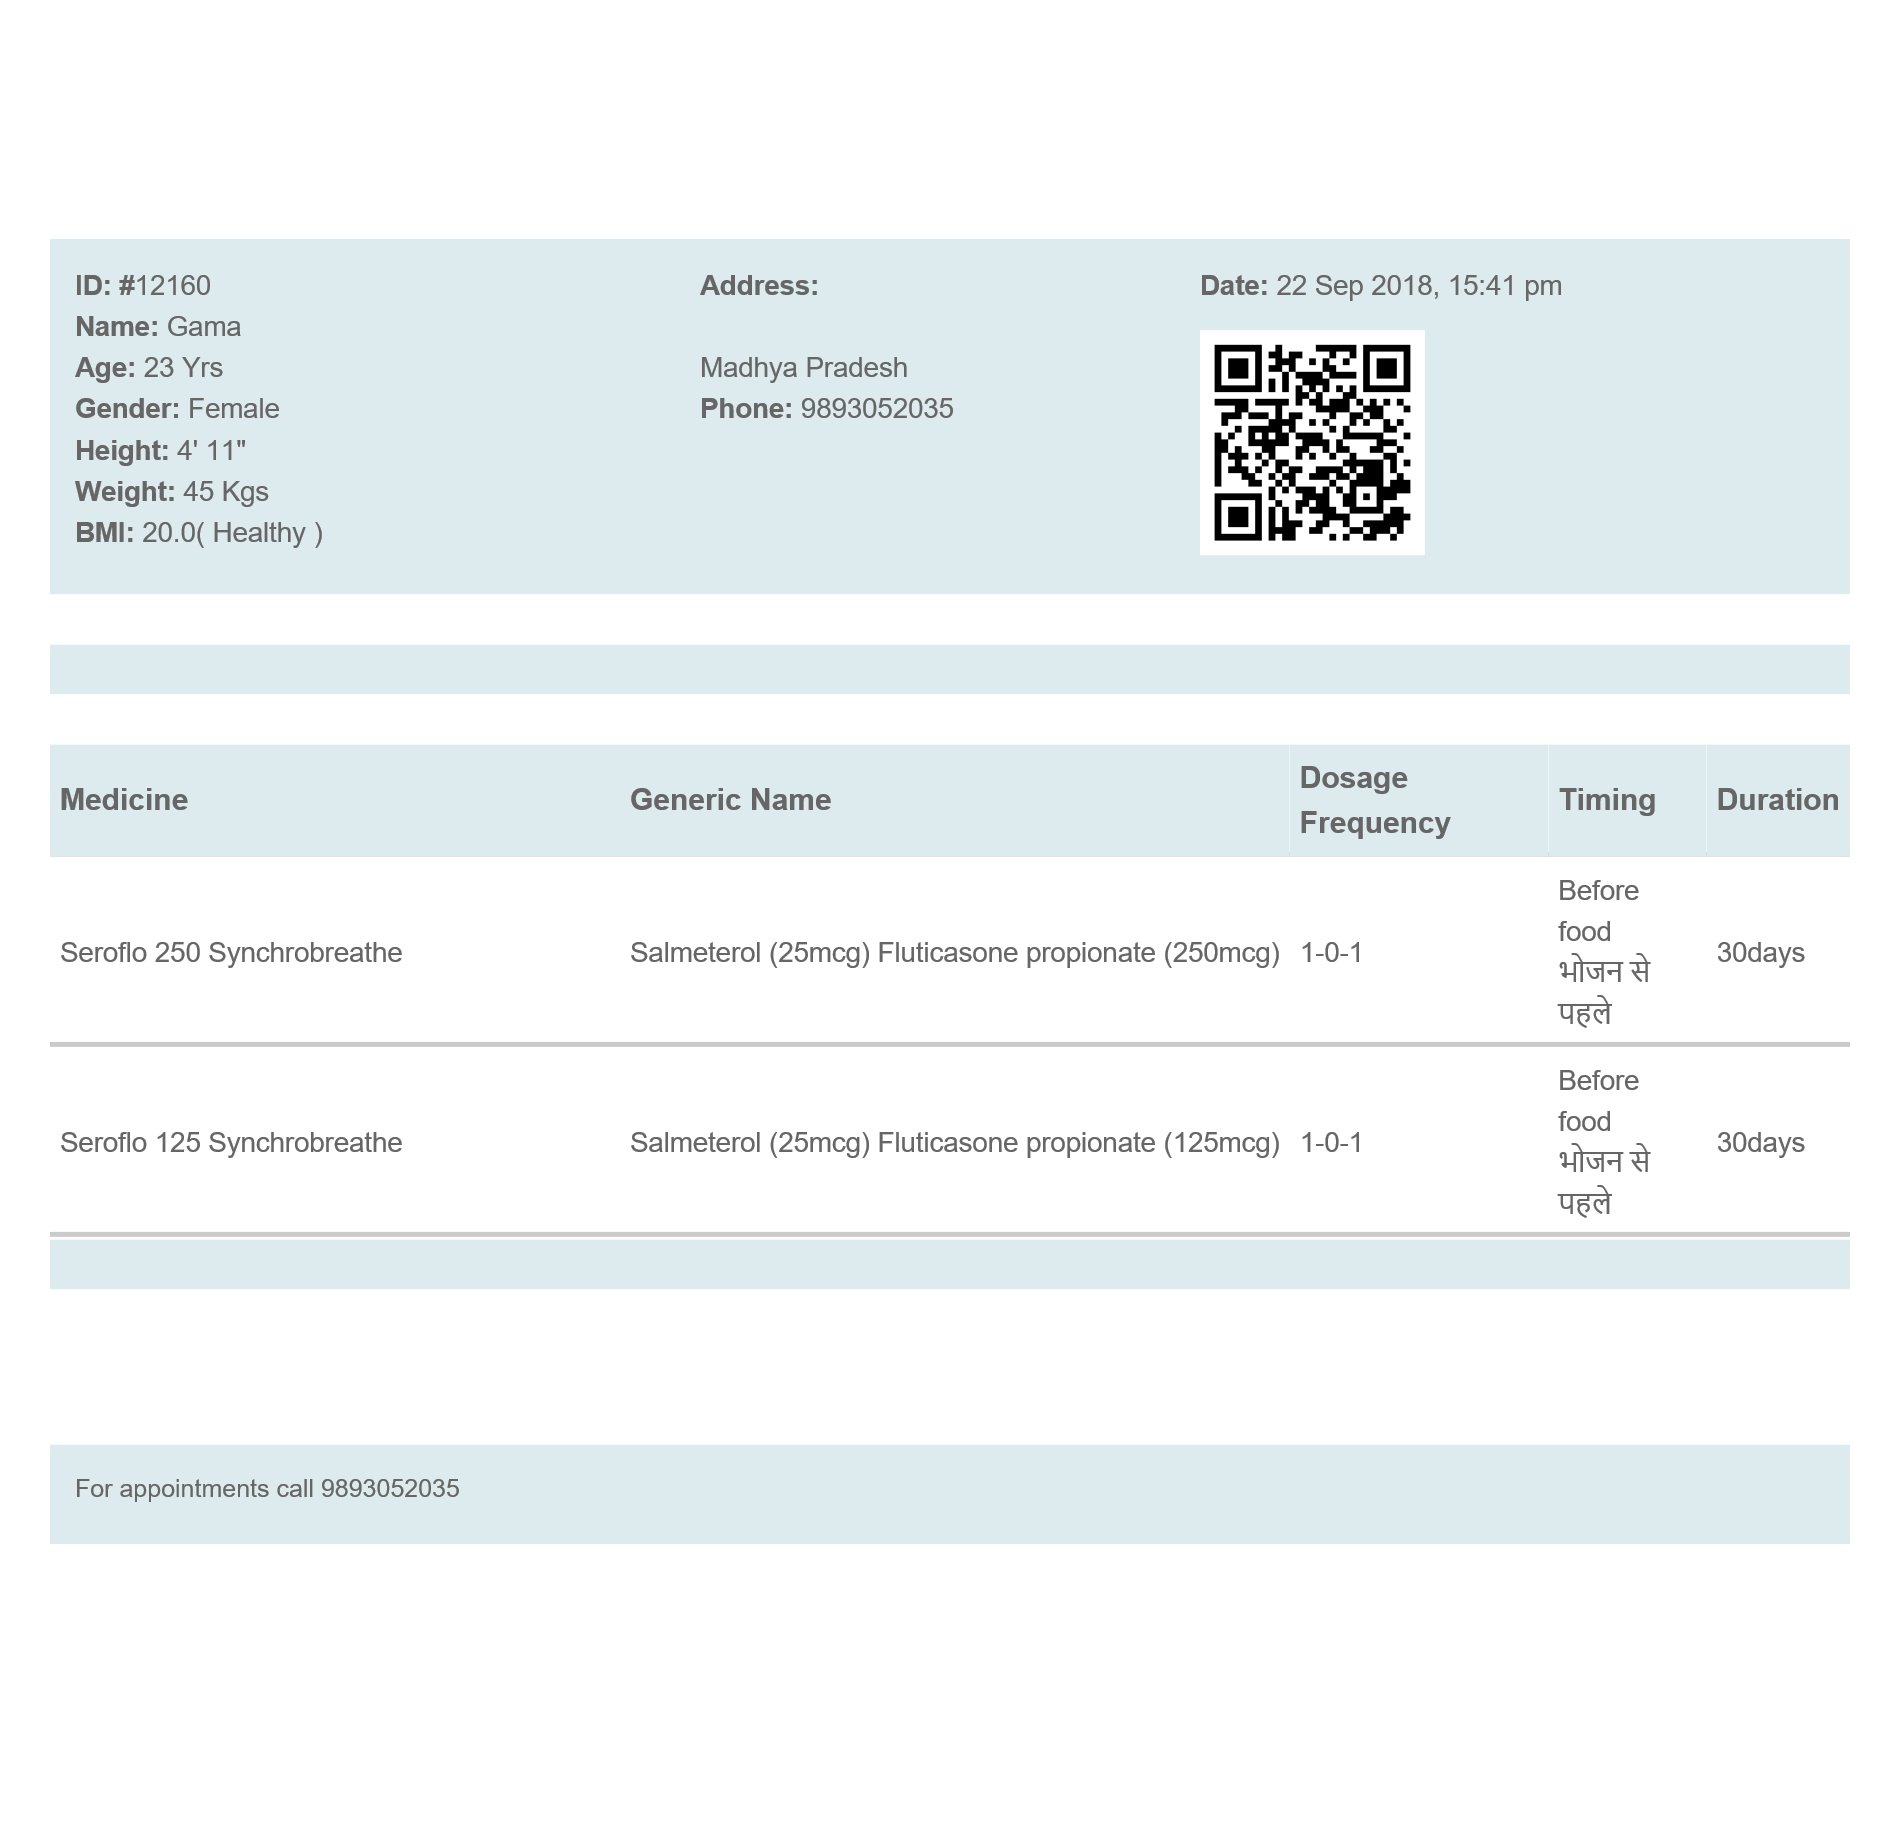 ID: #12160
Name: Gama
Age: 23 Yrs
Gender: Female
Height: 4' 11"
Weight: 45 Kgs
BMI: 20.0( Healthy )
Address:
Madhya Pradesh
Phone: 9893052035
Date: 22 Sep 2018, 15:41 pm
Medicine Generic Name Dosage Frequency Timing Duration
Seroflo 250 Synchrobreathe Salmeterol (25mcg) Fluticasone propionate (250mcg) 1-0-1 Before food भोजन से पहले 30days
Seroflo 125 Synchrobreathe Salmeterol (25mcg) Fluticasone propionate (125mcg) 1-0-1 Before food भोजन से पहले 30days
For appointments call 9893052035